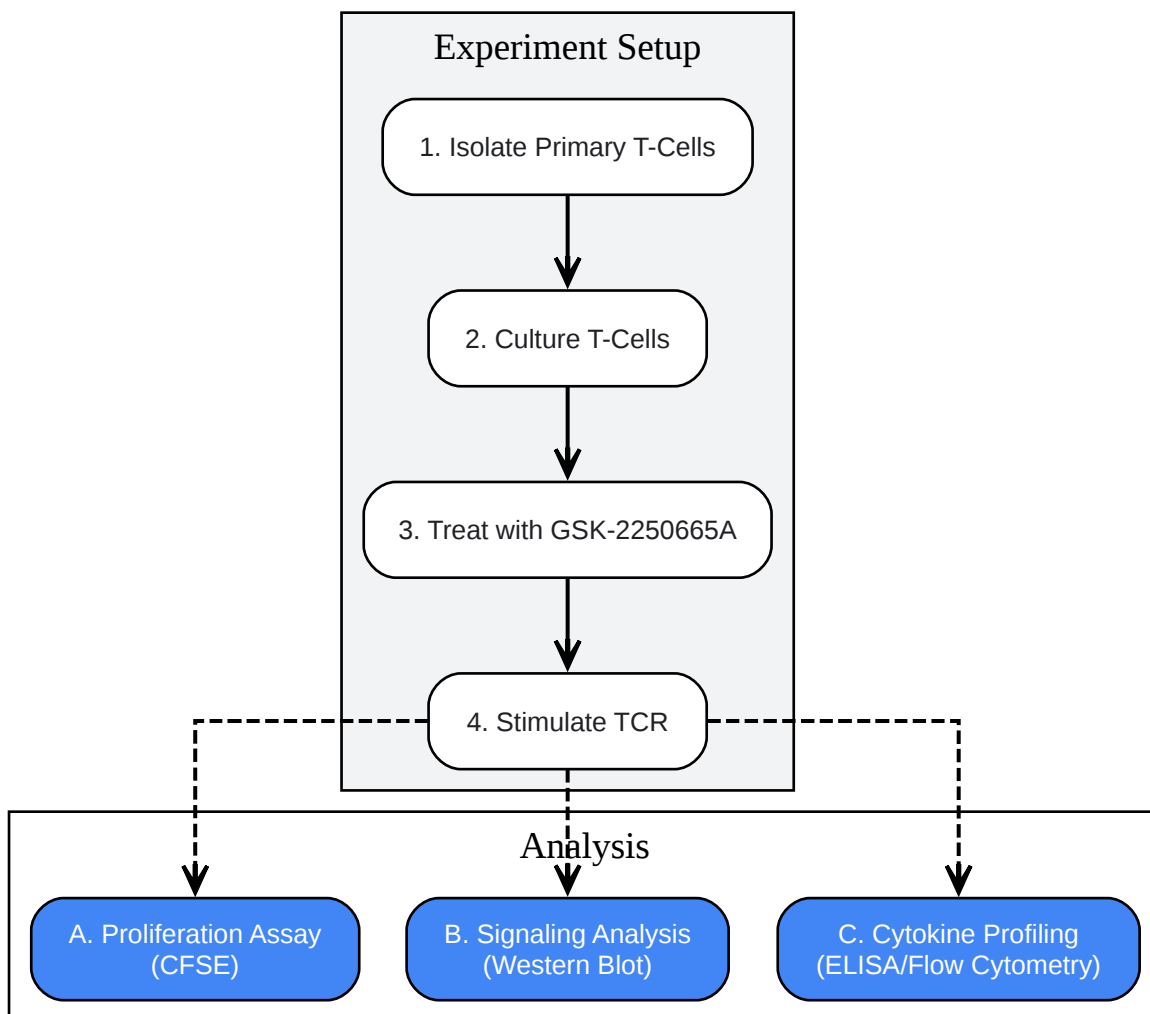 Experiment Setup
1. Isolate Primary T-Cells
2. Culture T-Cells
3. Treat with GSK-2250665A
4. Stimulate TCR
Analysis
A. Proliferation Assay
(CFSE)
B. Signaling Analysis
(Western Blot)
C. Cytokine Profiling
(ELISA/Flow Cytometry)